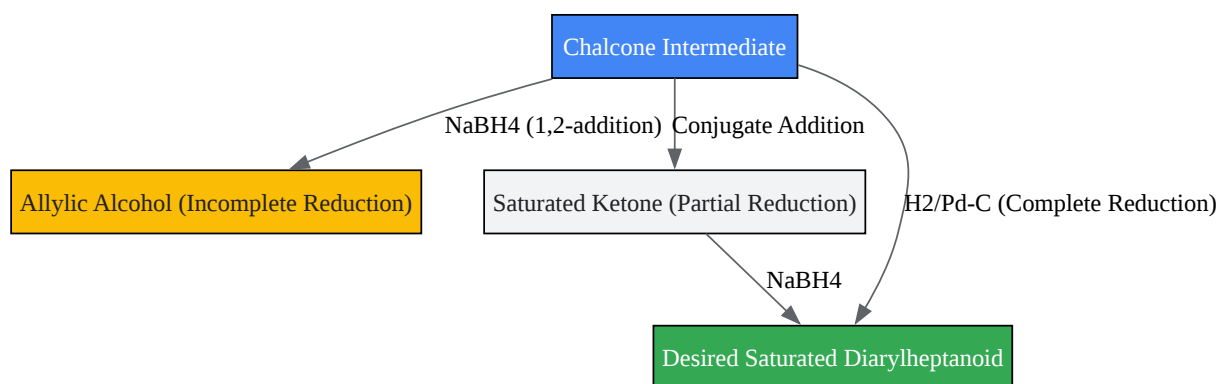 Chalcone Intermediate
NaBH4 (1,2-addition)
Conjugate Addition
Allylic Alcohol (Incomplete Reduction)
Saturated Ketone (Partial Reduction)
H2/Pd-C (Complete Reduction)
NaBH4
Desired Saturated Diarylheptanoid